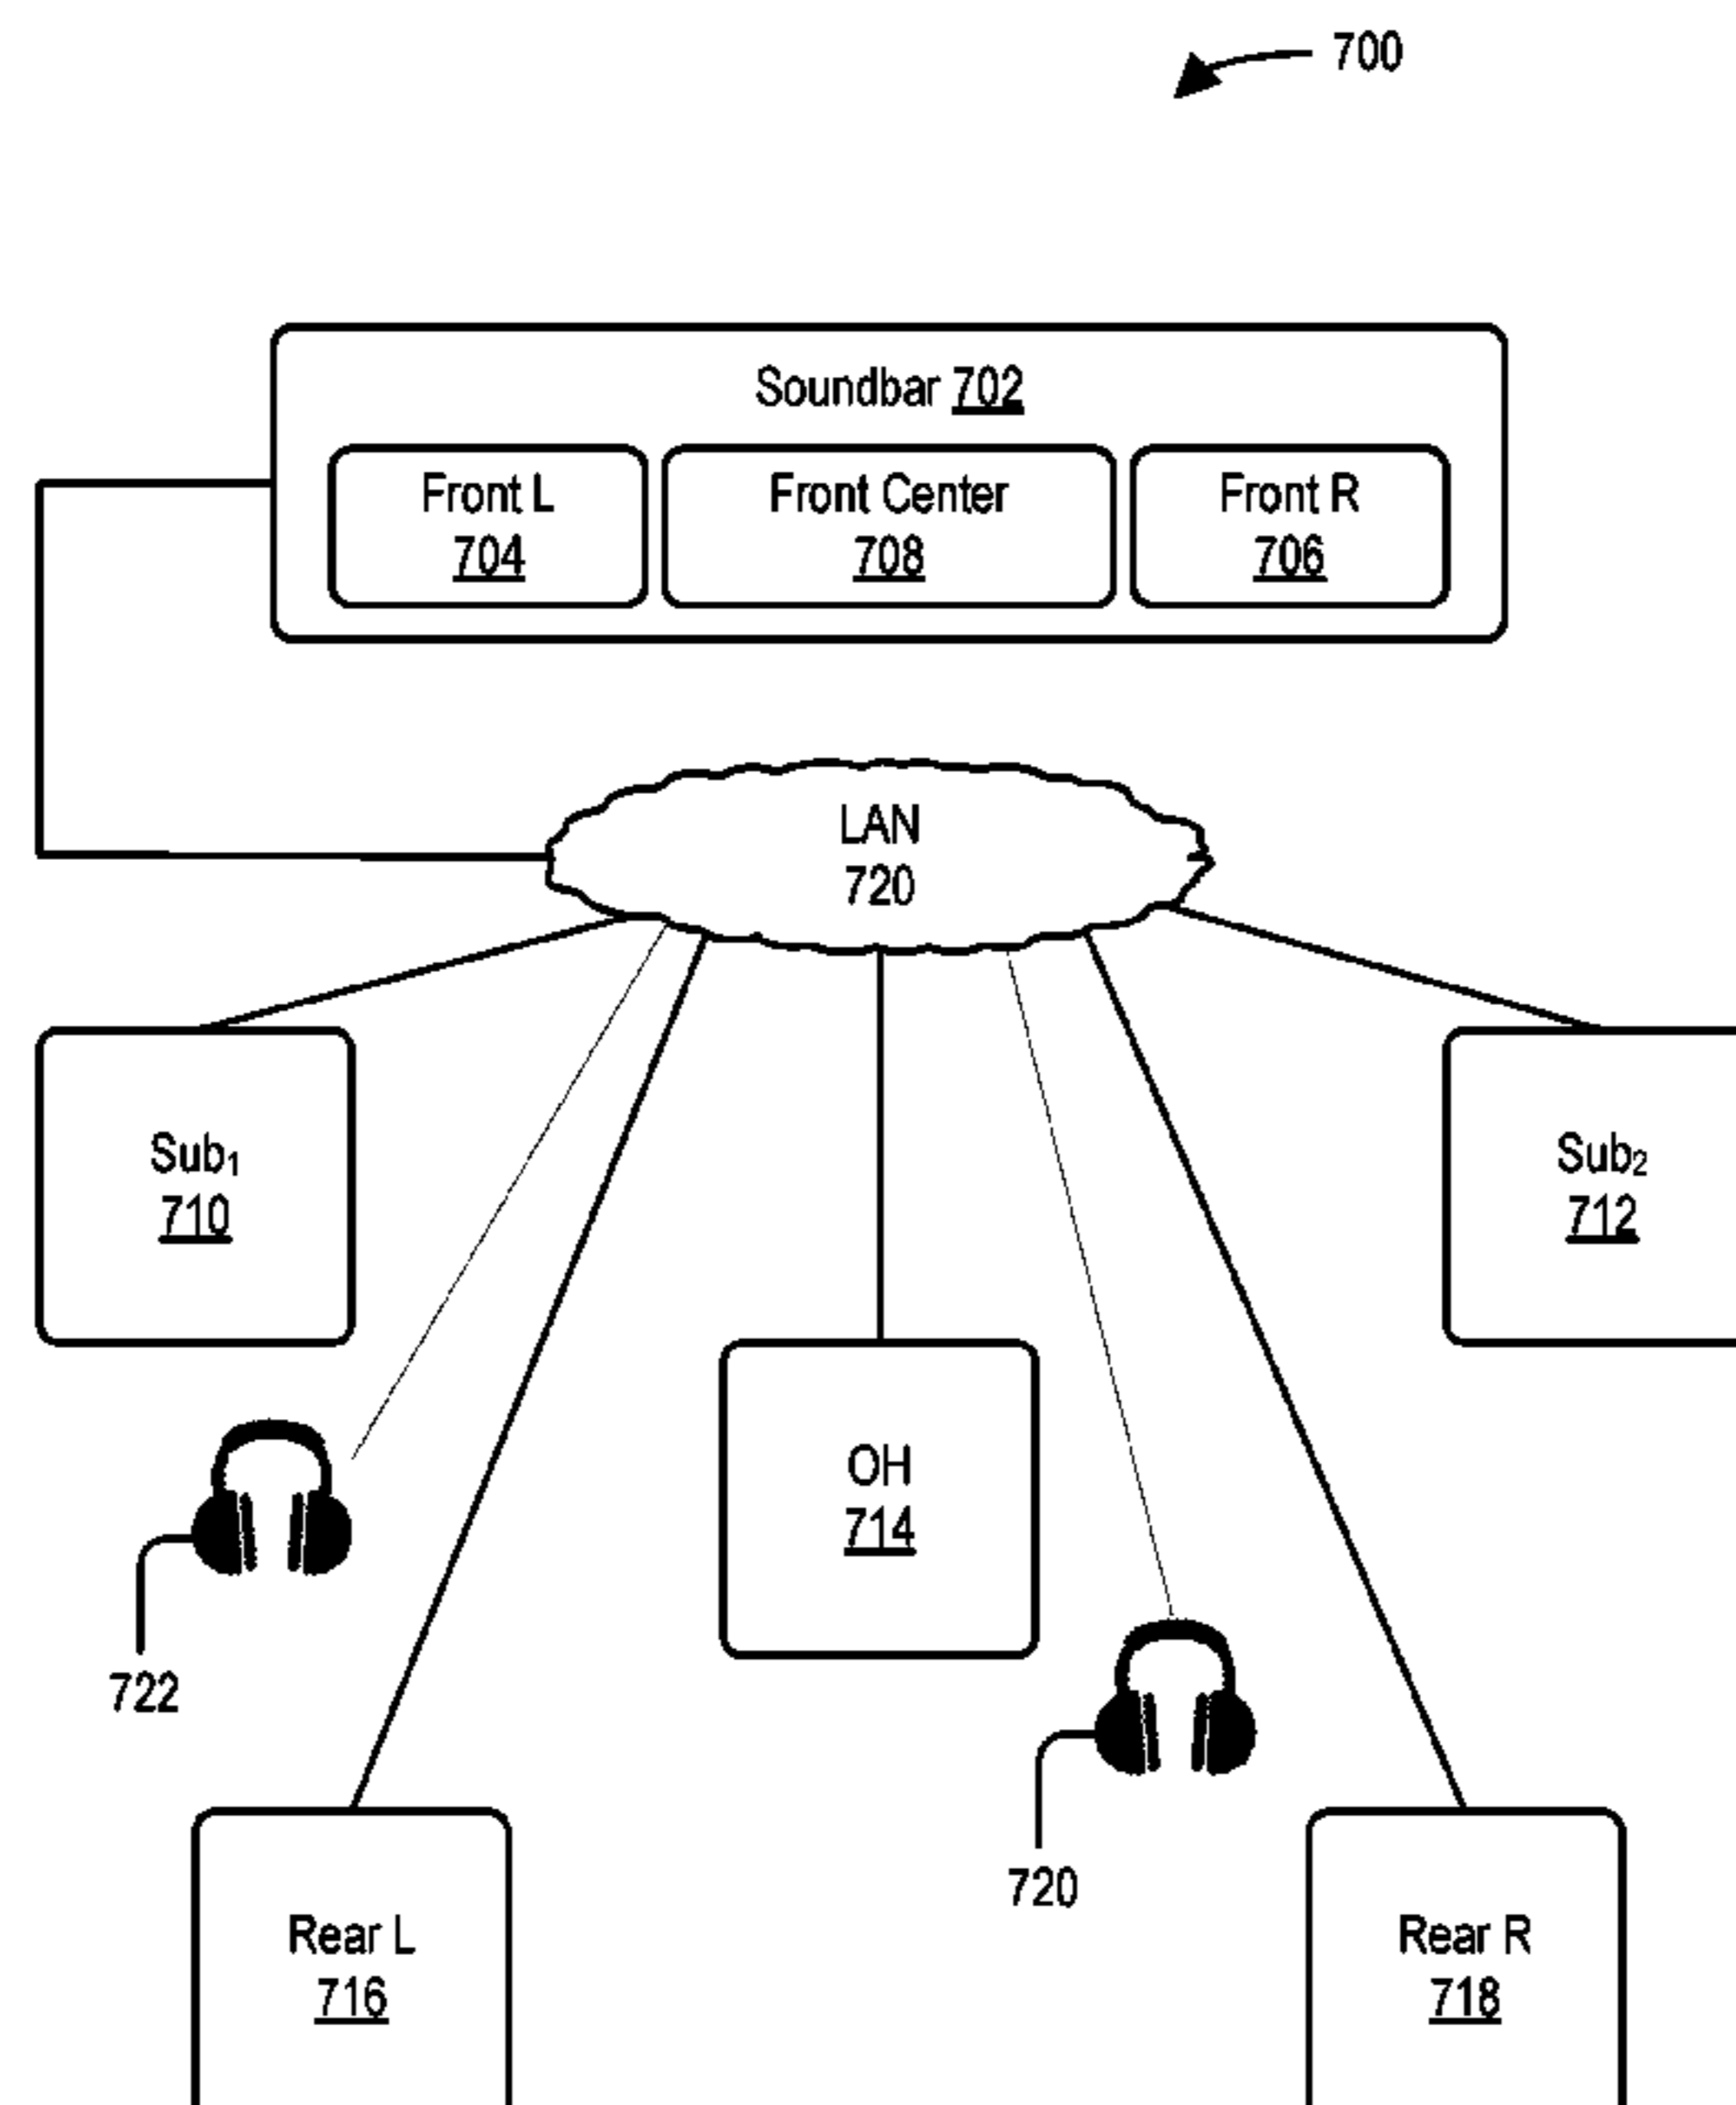 700
Soundbar 702
Front L
704
Front Center
708
Front R
706
LAN
720
Sub₁
710
Sub₂
712
OH
714
722
720
Rear L
716
Rear R
718